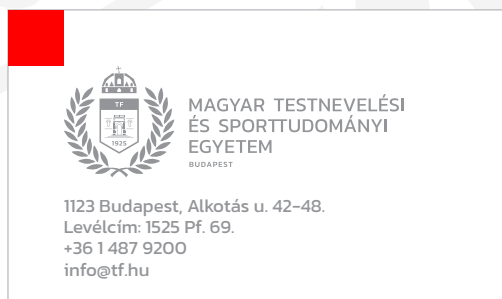 TF
1925
MAGYAR TESTNEVELÉSI
ÉS SPORTTUDOMÁNYI
EGYETEM
BUDAPEST
1123 Budapest, Alkotás u. 42-48.
Levélcím: 1525 Pf. 69.
+36 1 487 9200
info@tf.hu